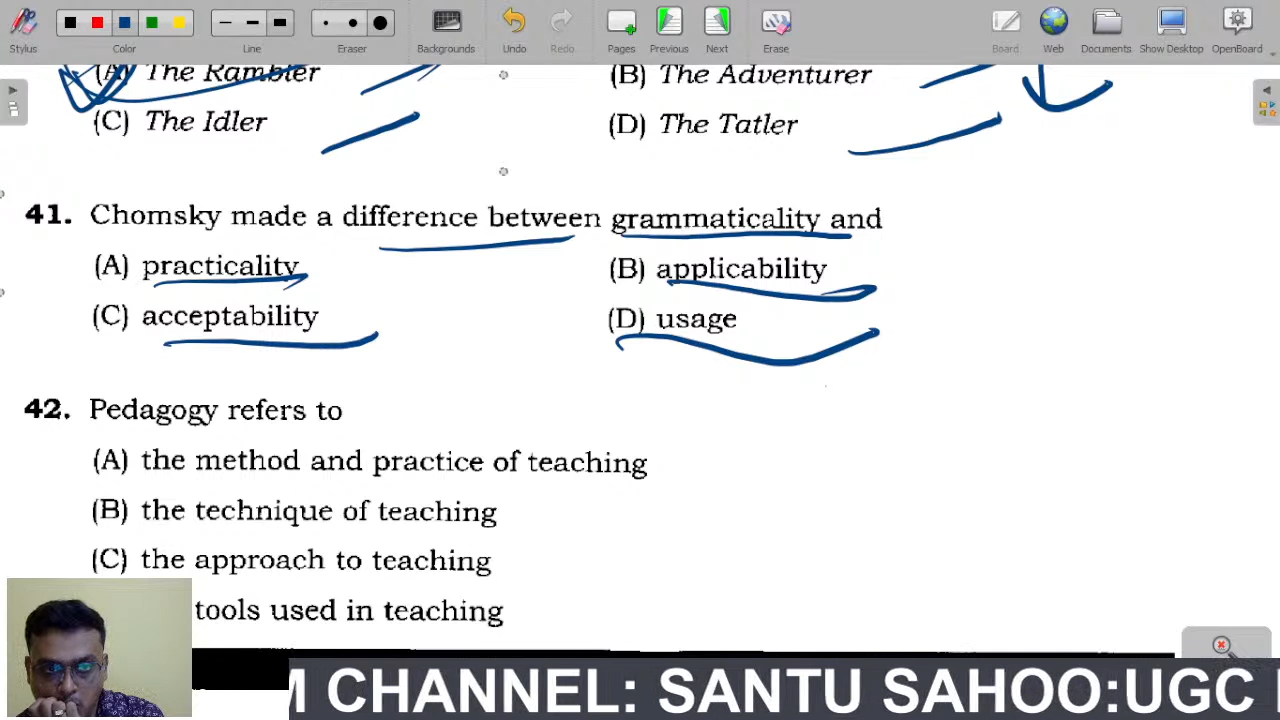 Stylus Color Line Eraser Backgrounds Undo Redo Pages Previous Next Erase Board Web Documents Show Desktop OpenBoard
(A) The Rambler (B) The Adventurer
(C) The Idler (D) The Tatler
41. Chomsky made a difference between grammaticality and
(A) practicality (B) applicability
(C) acceptability (D) usage
42. Pedagogy refers to
(A) the method and practice of teaching
(B) the technique of teaching
(C) the approach to teaching
tools used in teaching
M CHANNEL: SANTU SAHOO:UGC